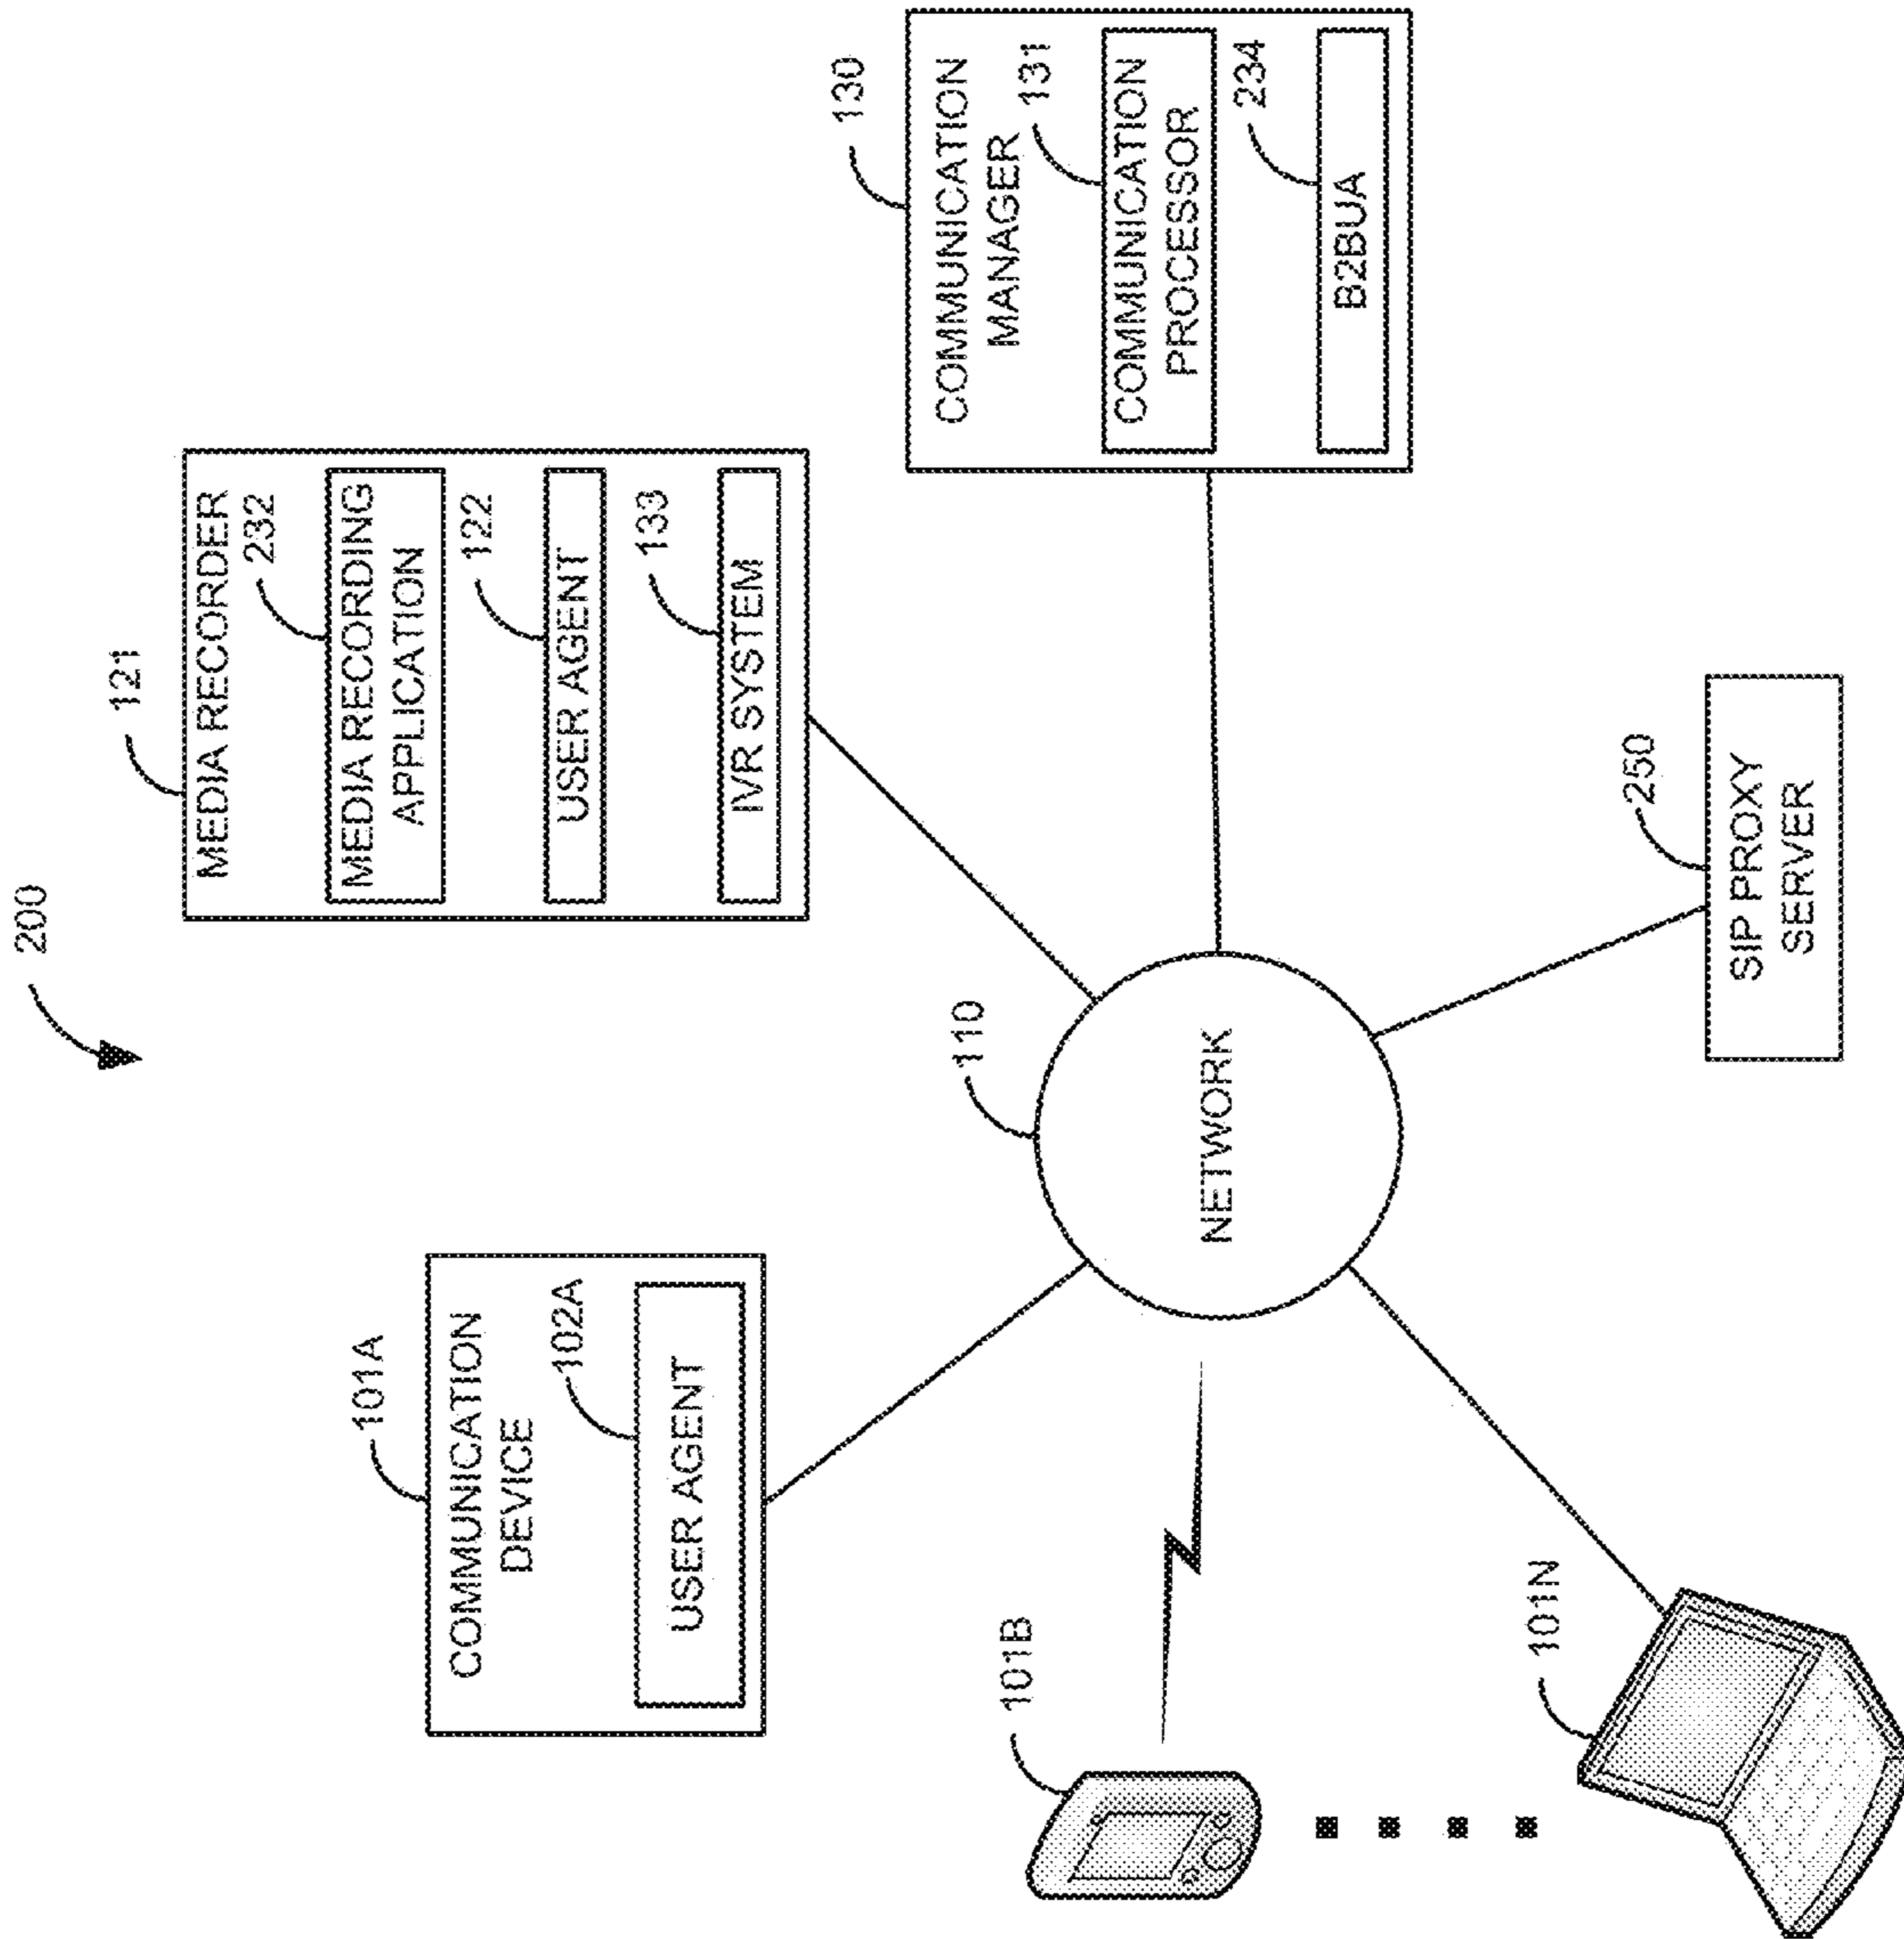 200
121
MEDIA RECORDER
232
MEDIA RECORDING
APPLICATION
122
USER AGENT
133
IVR SYSTEM
130
COMMUNICATION
MANAGER
131
COMMUNICATION
PROCESSOR
234
B2BUA
101A
COMMUNICATION
DEVICE
102A
USER AGENT
110
NETWORK
101B
101N
250
SIP PROXY
SERVER